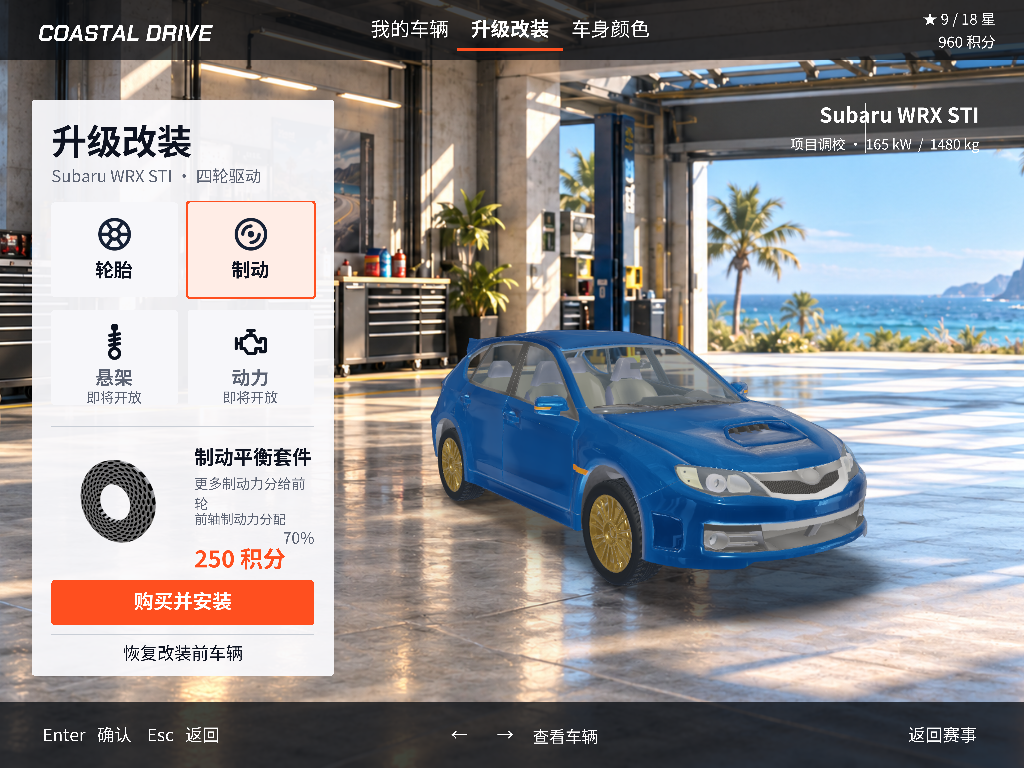 COASTAL DRIVE
我的车辆 升级改装 车身颜色
★ 9 / 18 星
960 积分
Subaru WRX STI
项目调校 · 165 kW / 1480 kg
升级改装
Subaru WRX STI · 四轮驱动
轮胎 制动
悬架 动力
即将开放 即将开放
制动平衡套件
更多制动力分给前
轮
前轴制动力分配
70%
250 积分
购买并安装
恢复改装前车辆
Enter 确认 Esc 返回 ← → 查看车辆 返回赛事